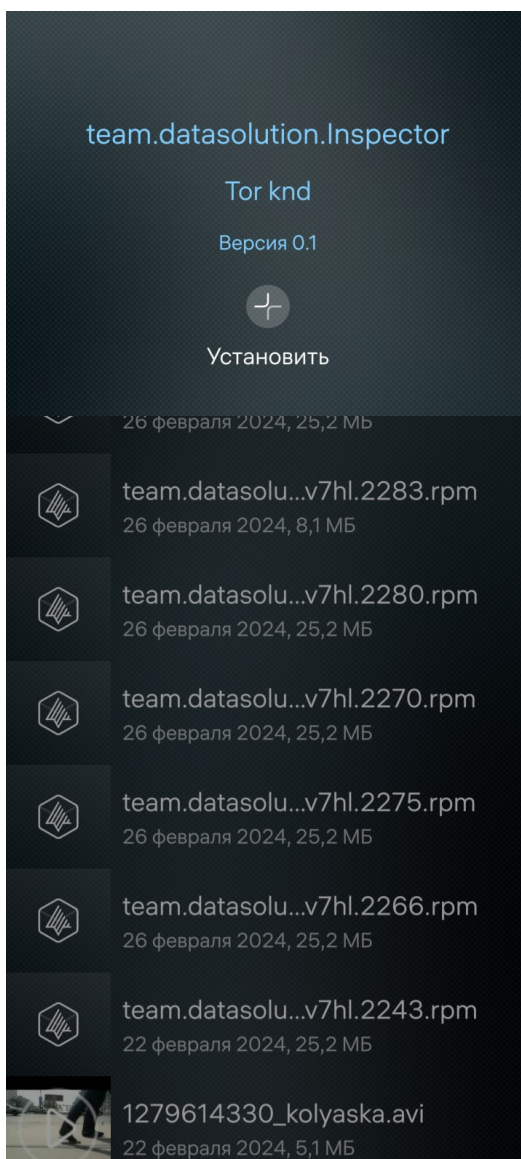 team.datasolution.Inspector
Tor knd
Версия 0.1
Установить
26 февраля 2024, 25,2 МБ
team.datasolu...v7hl.2283.rpm
26 февраля 2024, 8,1 МБ
team.datasolu...v7hl.2280.rpm
26 февраля 2024, 25,2 МБ
team.datasolu...v7hl.2270.rpm
26 февраля 2024, 25,2 МБ
team.datasolu...v7hl.2275.rpm
26 февраля 2024, 25,2 МБ
team.datasolu...v7hl.2266.rpm
26 февраля 2024, 25,2 МБ
team.datasolu...v7hl.2243.rpm
22 февраля 2024, 25,2 МБ
1279614330_kolyaska.avi
22 февраля 2024, 5,1 МБ